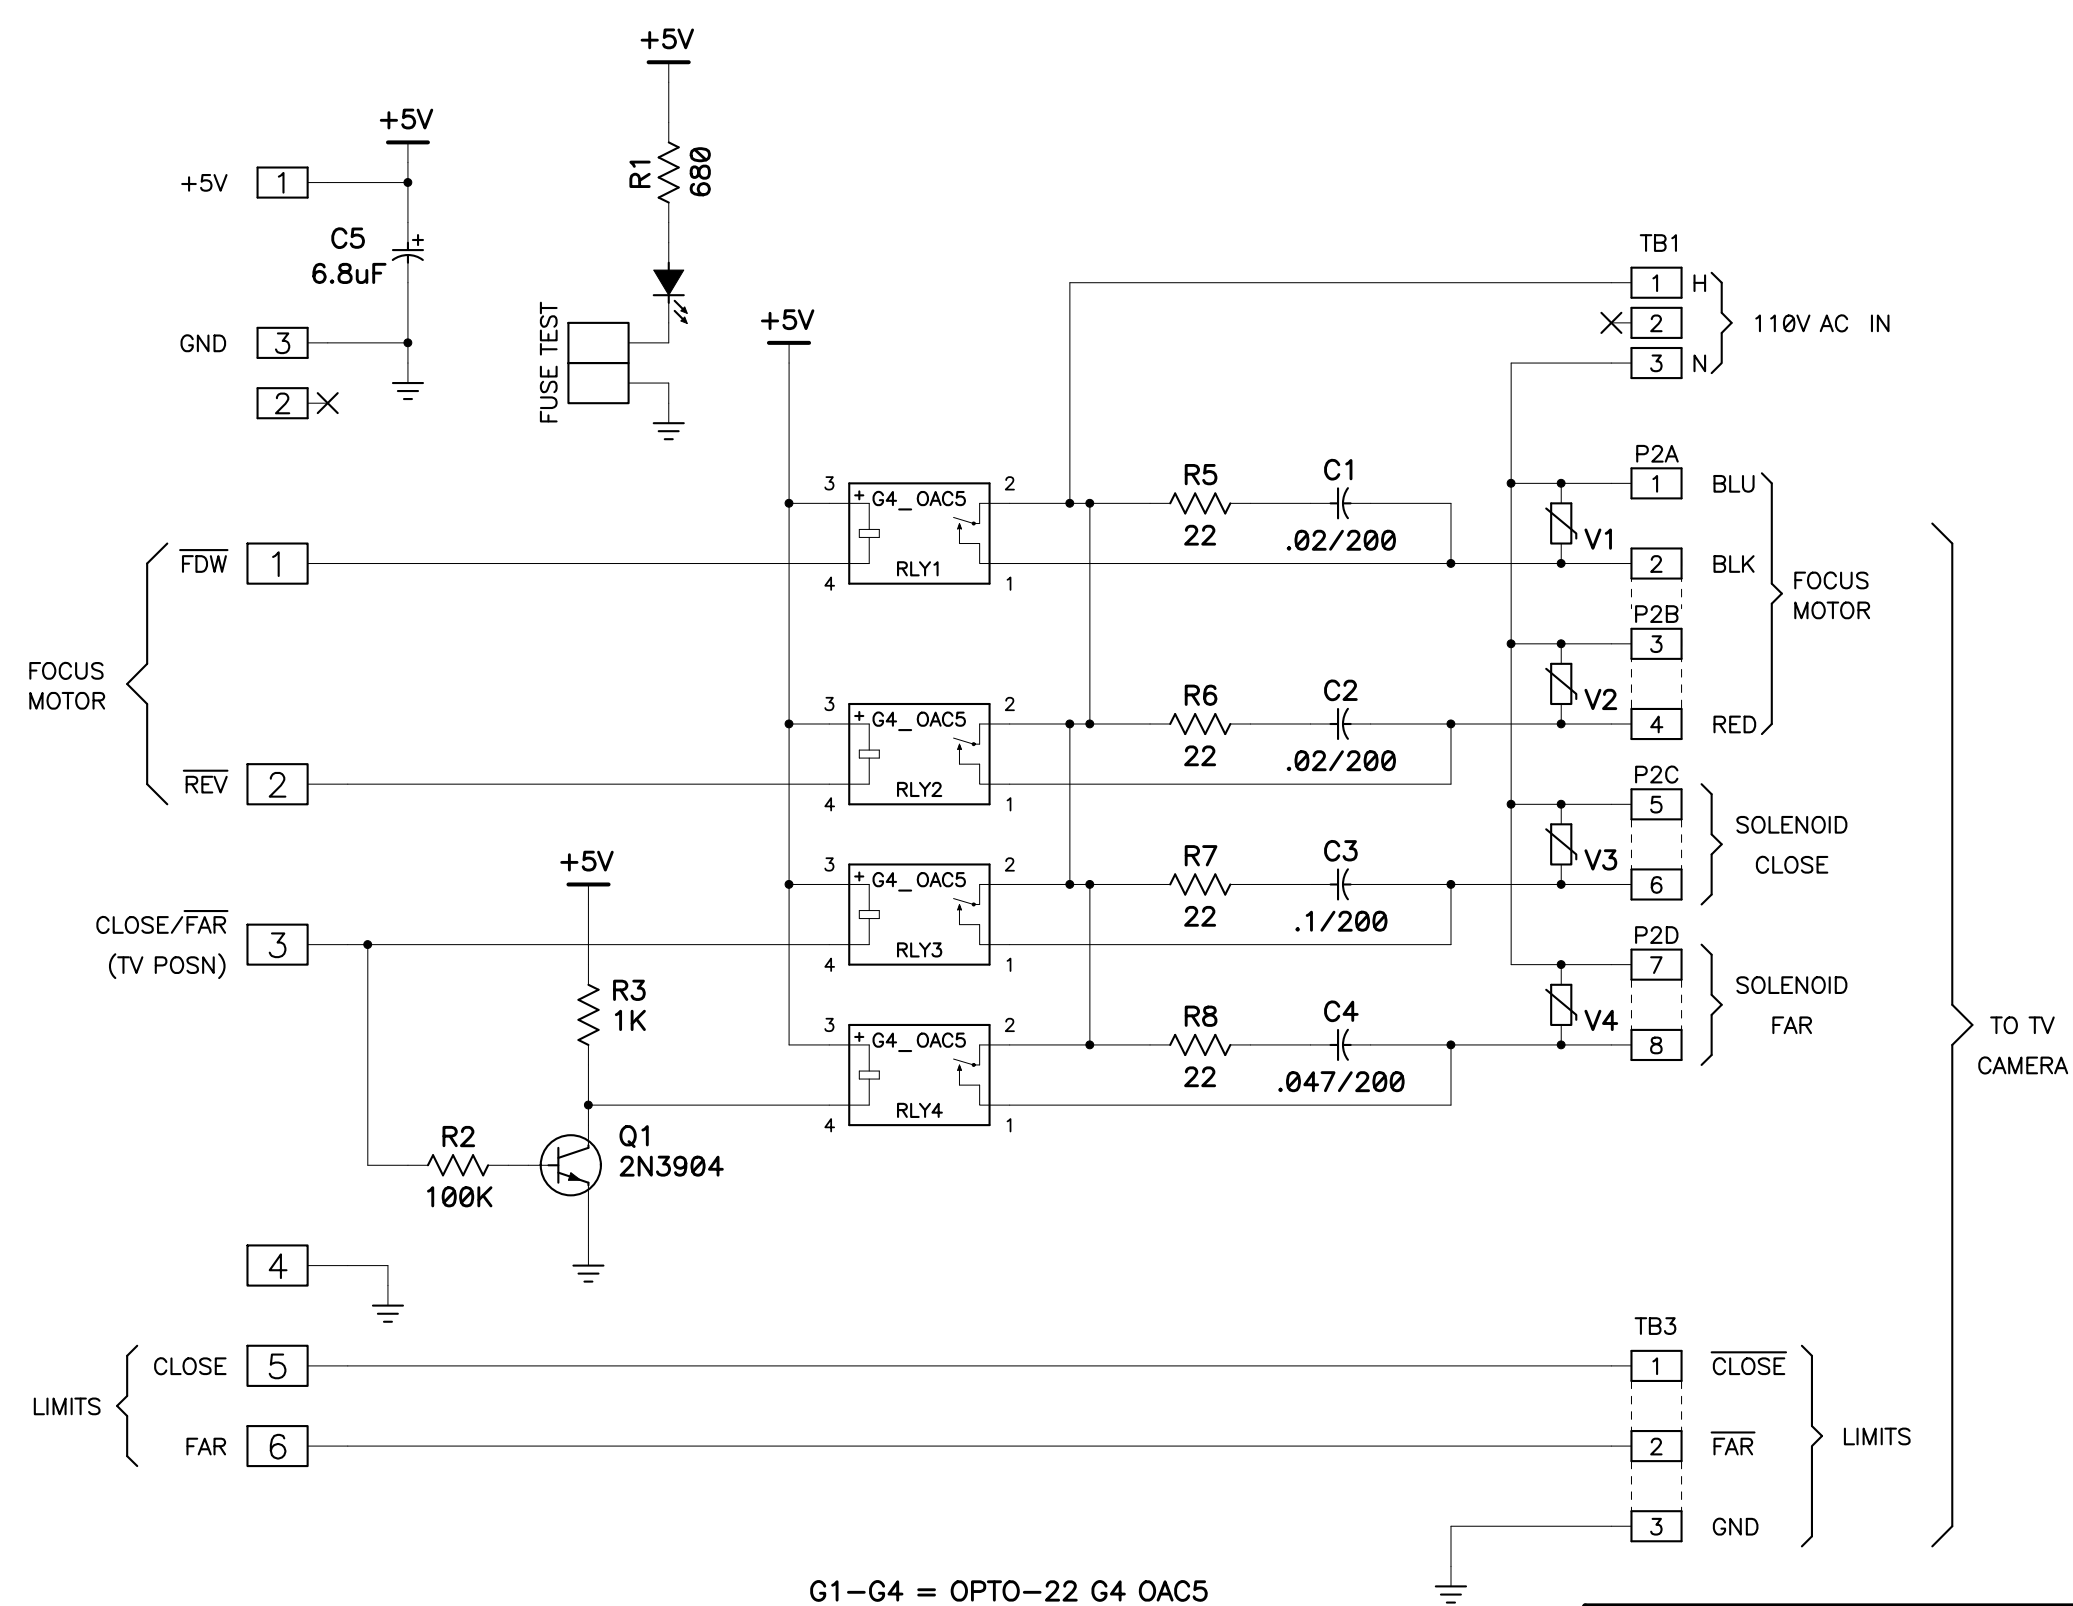 +5V
+5V
+5V 1
C5
6.8uF
GND 3
2
R1
680
FUSE TEST
+5V
TB1
1 H
2
3 N
110V AC IN
3 G4_OAC5 2
4 RLY1 1
R5
22
C1
.02/200
V1
P2A
1 BLU
2 BLK
P2B
3
4 RED
FOCUS
MOTOR
FDW 1
FOCUS
MOTOR
REV 2
3 G4_OAC5 2
4 RLY2 1
R6
22
C2
.02/200
V2
P2C
5
6
SOLENOID
CLOSE
+5V
CLOSE/FAR
(TV POSN)
3
3 G4_OAC5 2
4 RLY3 1
R7
22
C3
.1/200
V3
P2D
7
8
SOLENOID
FAR
R3
1K
3 G4_OAC5 2
4 RLY4 1
R8
22
C4
.047/200
V4
TO TV
CAMERA
R2
100K
Q1
2N3904
4
LIMITS
CLOSE 5
FAR 6
TB3
1 CLOSE
2 FAR
3 GND
LIMITS
G1-G4 = OPTO-22 G4 OAC5